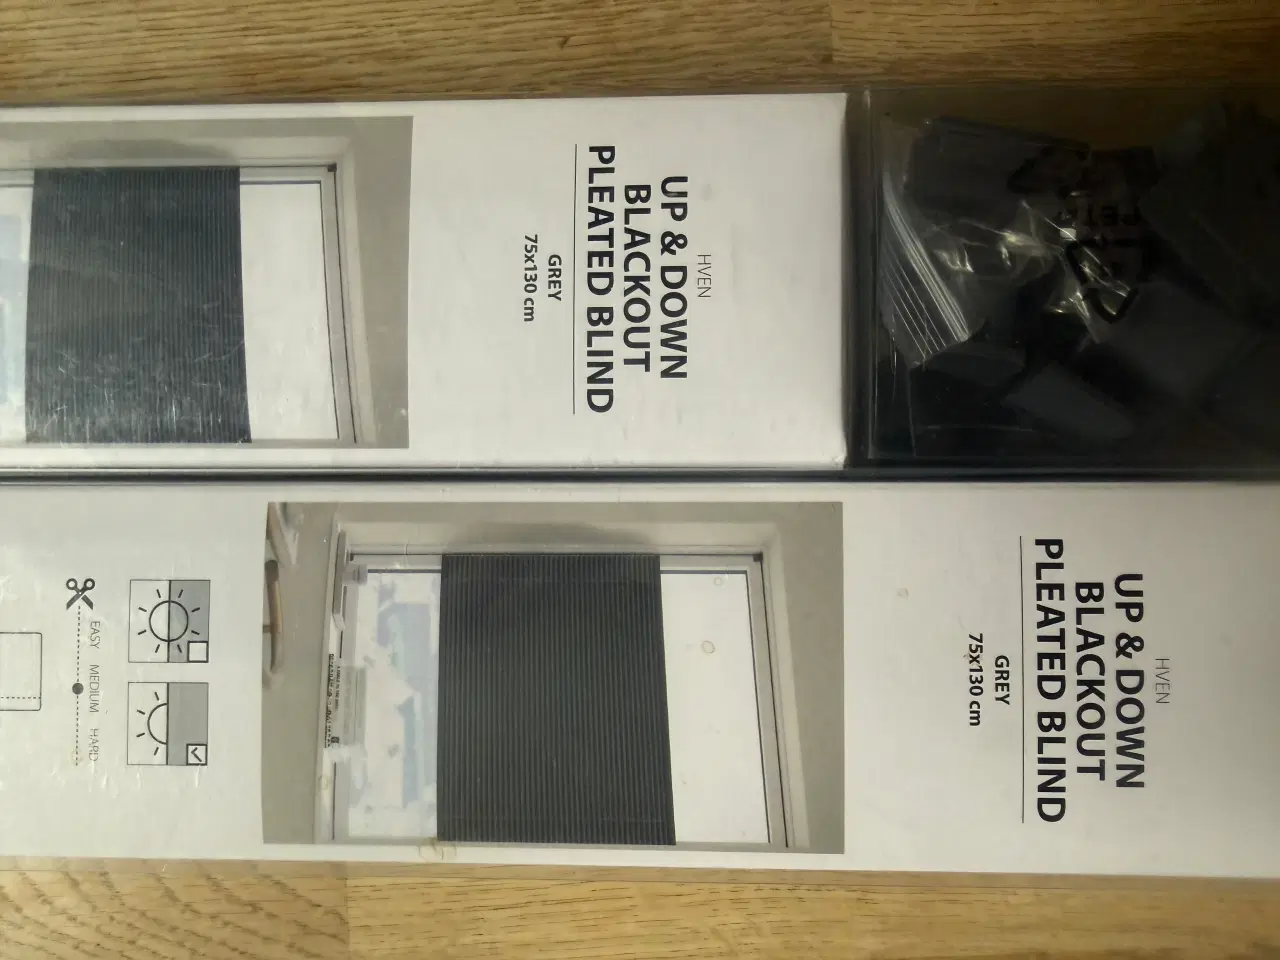 HVEN
UP & DOWN
BLACKOUT
PLEATED BLIND
GREY
75x130 cm
HVEN
UP & DOWN
BLACKOUT
PLEATED BLIND
GREY
75x130 cm
EASY MEDIUM HARD